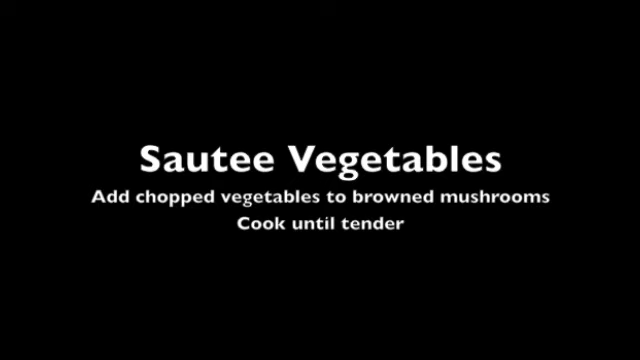 Sautee Vegetables
Add chopped vegetables to browned mushrooms
Cook until tender